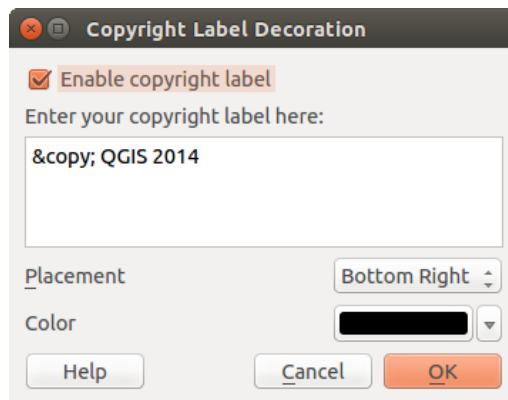 Copyright Label Decoration
Enable copyright label
Enter your copyright label here:
&amp;copy; QGIS 2014
Placement
Bottom Right
Color
Help
Cancel
OK